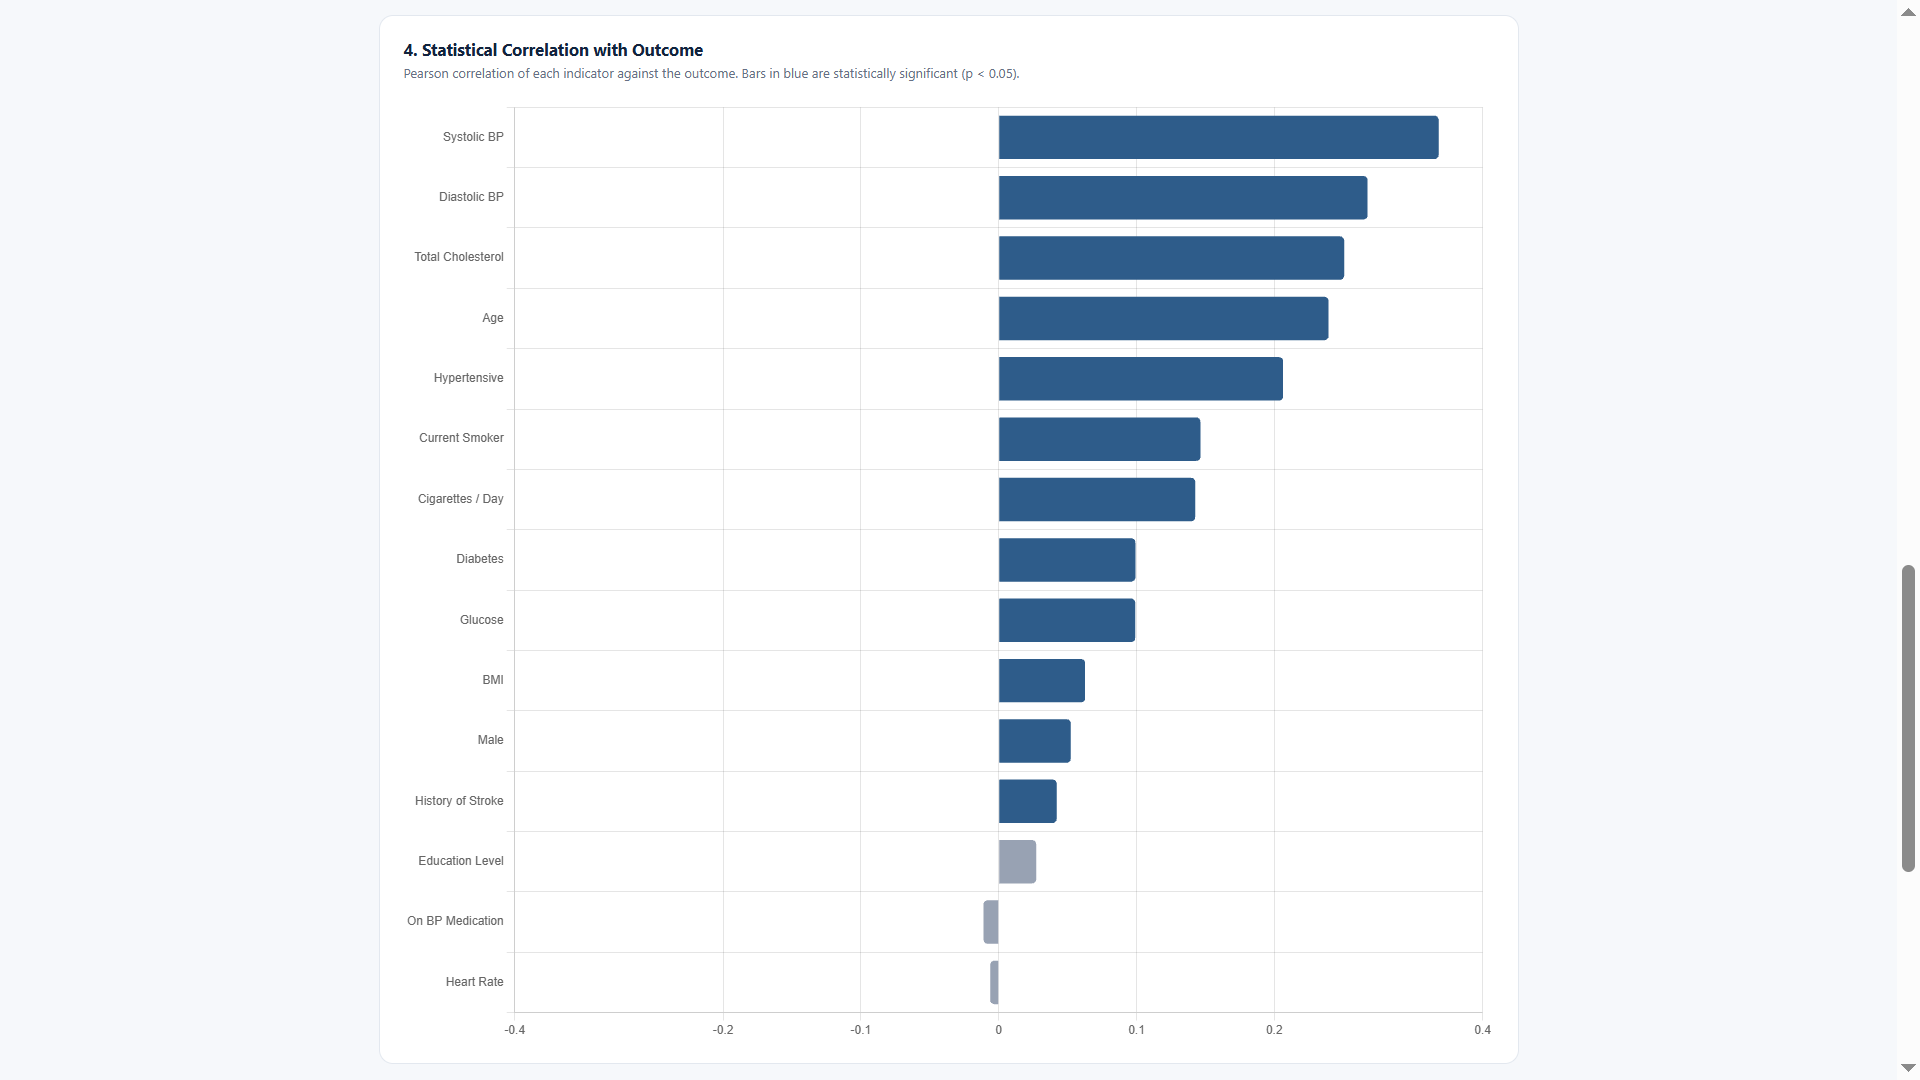 4. Statistical Correlation with Outcome
Pearson correlation of each indicator against the outcome. Bars in blue are statistically significant (p < 0.05).
Systolic BP
Diastolic BP
Total Cholesterol
Age
Hypertensive
Current Smoker
Cigarettes / Day
Diabetes
Glucose
BMI
Male
History of Stroke
Education Level
On BP Medication
Heart Rate
-0.4 -0.2 -0.1 0 0.1 0.2 0.4